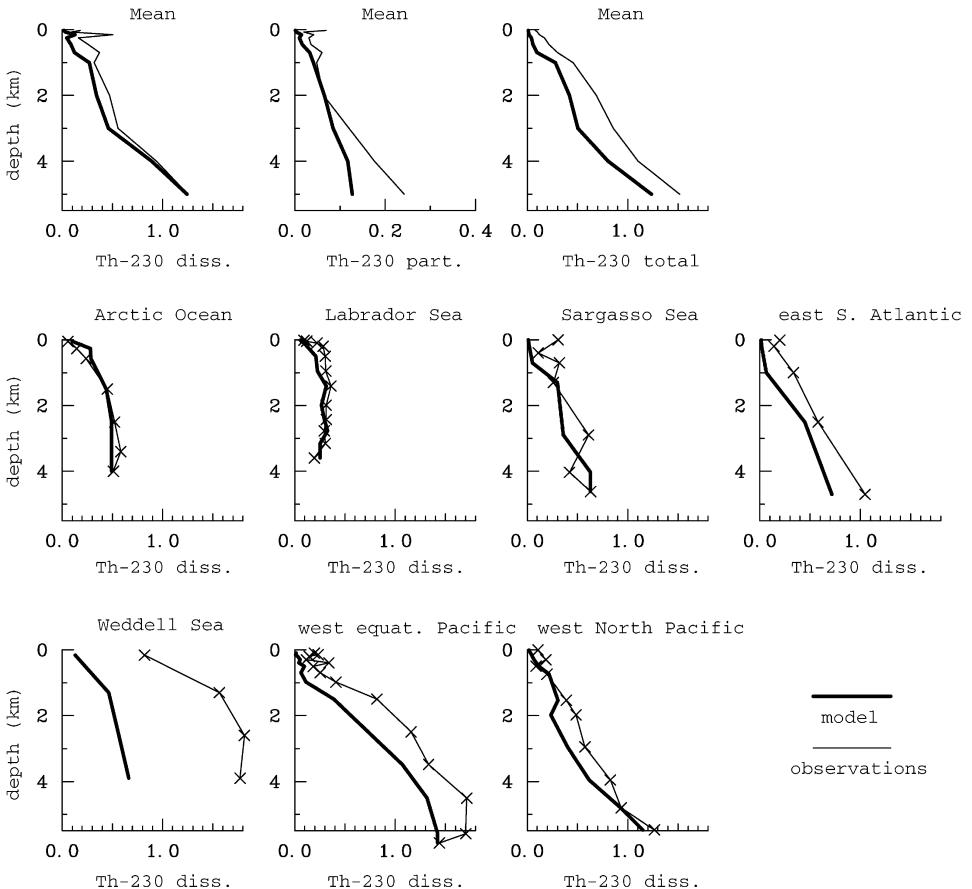 Mean Mean Mean
0 0 0
2 2 2
4 4 4
depth (km)
0.0 1.0 0.0 0.2 0.4 0.0 1.0
Th-230 diss. Th-230 part. Th-230 total
Arctic Ocean Labrador Sea Sargasso Sea east S. Atlantic
0 0 0 0
2 2 2 2
4 4 4 4
depth (km)
0.0 1.0 0.0 1.0 0.0 1.0 0.0 1.0
Th-230 diss. Th-230 diss. Th-230 diss. Th-230 diss.
Weddell Sea west equat. Pacific west North Pacific
0 0 0
2 2 2
4 4 4
depth (km)
model
observations
0.0 1.0 0.0 1.0 0.0 1.0
Th-230 diss. Th-230 diss. Th-230 diss.